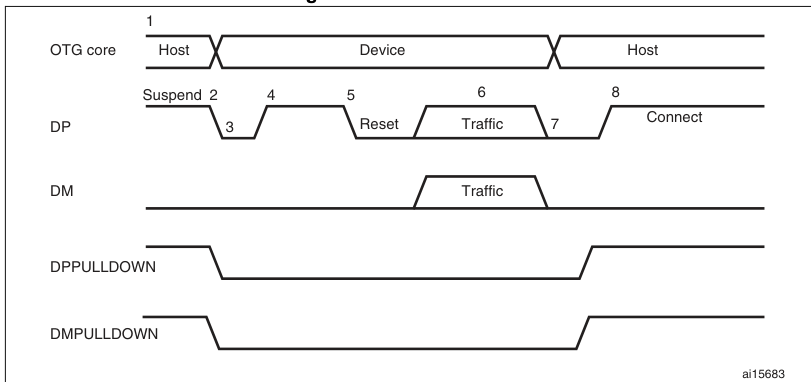 1
OTG core Host Device Host
Suspend 2 4 5 6 8
DP 3 Reset Traffic 7 Connect
DM Traffic
DPPULLDOWN
DMPULLDOWN
ai15683